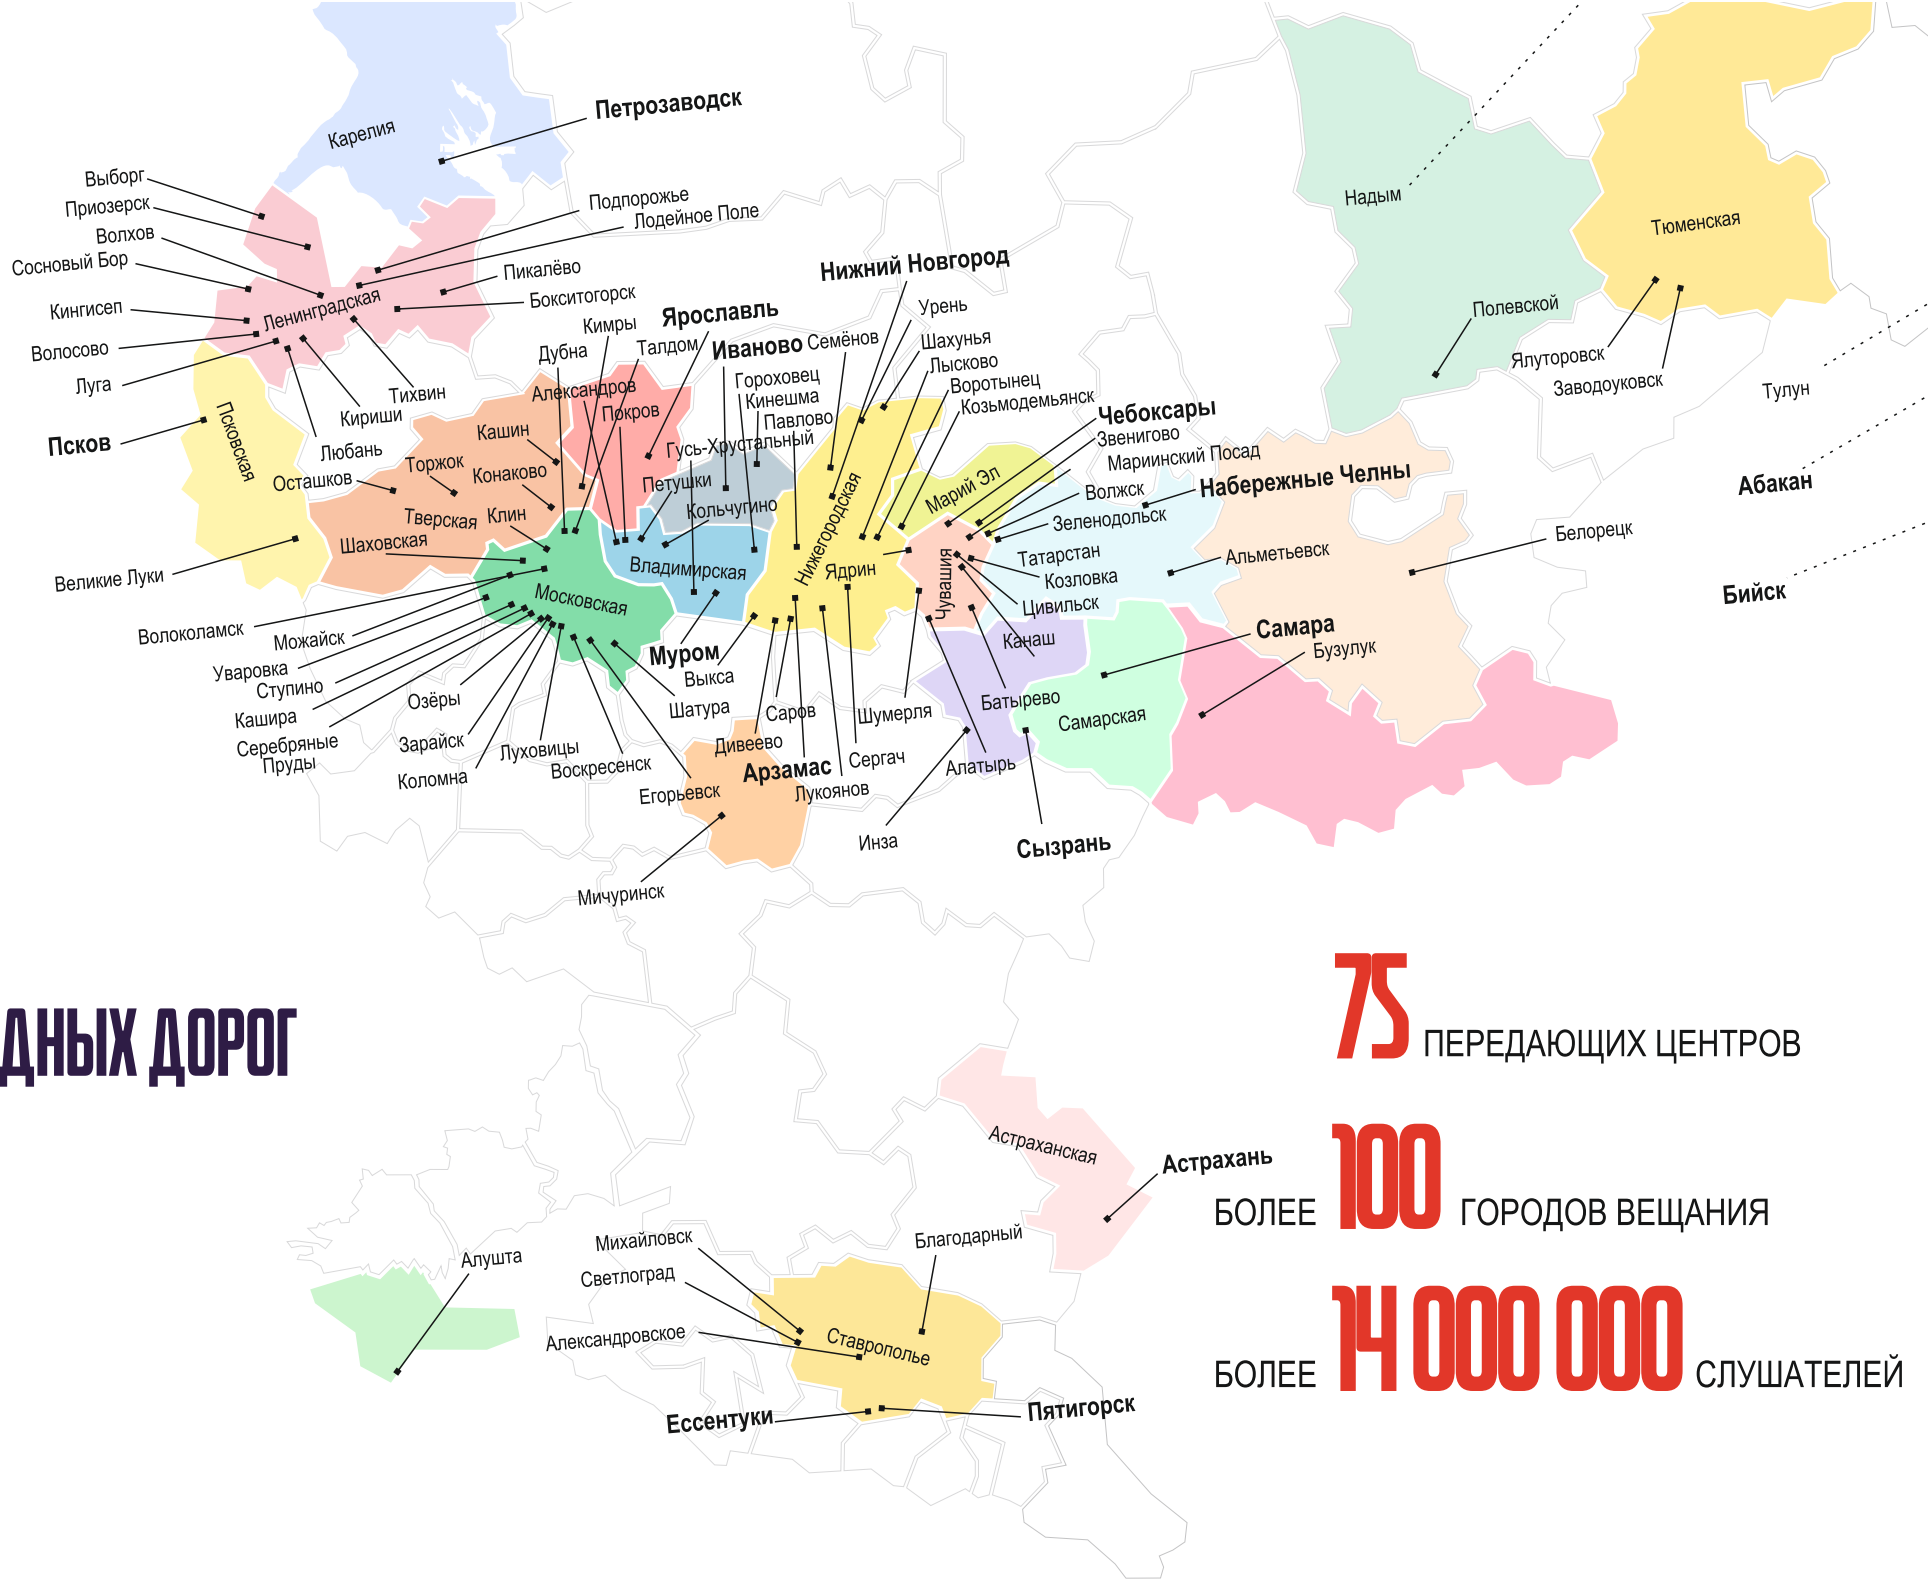 Петрозаводск
Карелия
Выборг
Приозерск
Волхов
Сосновый Бор
Кингисеп
Волосово
Луга
Подпорожье
Лодейное Поле
Пикалёво
Бокситогорск
Ленинградская
Тихвин
Кириши
Любань
Псков
Псковская
Великие Луки
Нижний Новгород
Урень
Шахунья
Лысково
Воротынец
Козьмодемьянск
Ярославль
Кимры
Дубна
Талдом
Иваново
Семёнов
Александров
Покров
Гороховец
Кинешма
Павлово
Гусь-Хрустальный
Петушки
Кольчугино
Кашин
Торжок
Осташков
Конаково
Тверская
Клин
Шаховская
Владимирская
Московская
Нижегородская
Ядрин
Марий Эл
Чебоксары
Звенигово
Мариинский Посад
Набережные Челны
Волжск
Зеленодольск
Татарстан
Альметьевск
Козловка
Цивильск
Чувашия
Канаш
Белорецк
Самара
Бузулук
Надым
Тюменская
Полевской
Ялуторовск
Заводоуковск
Тулун
Абакан
Бийск
Волоколамск
Можайск
Уваровка
Ступино
Кашира
Серебряные
Пруды
Озёры
Зарайск
Коломна
Луховицы
Воскресенск
Егорьевск
Шатура
Муром
Выкса
Дивеево
Саров
Арзамас
Лукоянов
Сергач
Шумерля
Батырево
Алатырь
Самарская
Инза
Сызрань
Мичуринск
ДНЫХ ДОРОГ
75 ПЕРЕДАЮЩИХ ЦЕНТРОВ
БОЛЕЕ 100 ГОРОДОВ ВЕЩАНИЯ
БОЛЕЕ 14 000 000 СЛУШАТЕЛЕЙ
Астраханская
Астрахань
Алушта
Михайловск
Светлоград
Александровское
Благодарный
Ставрополье
Ессентуки
Пятигорск